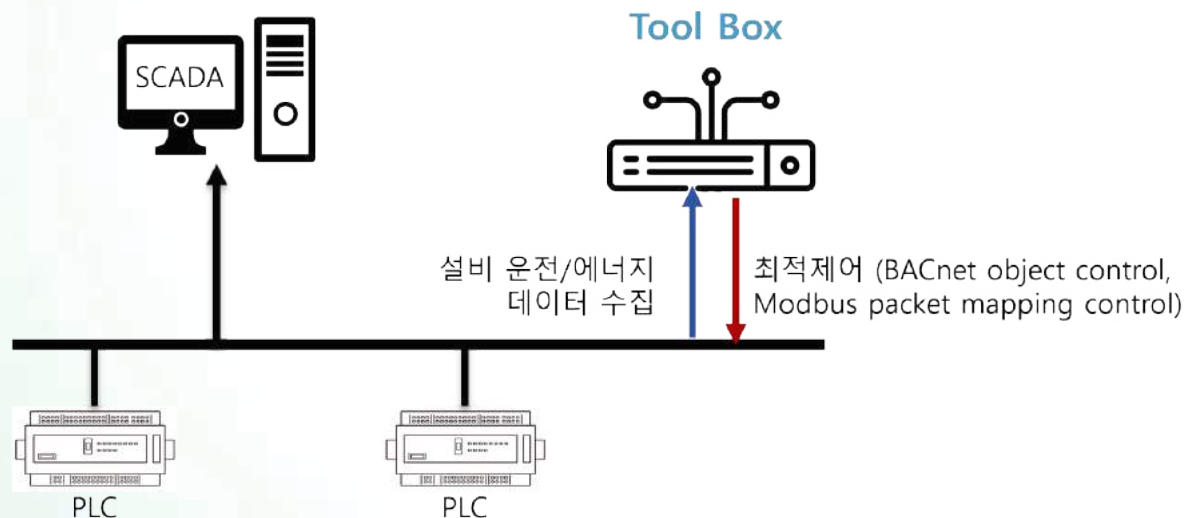 Tool Box
SCADA
설비 운전/에너지
데이터 수집
최적제어 (BACnet object control,
Modbus packet mapping control)
PLC
PLC